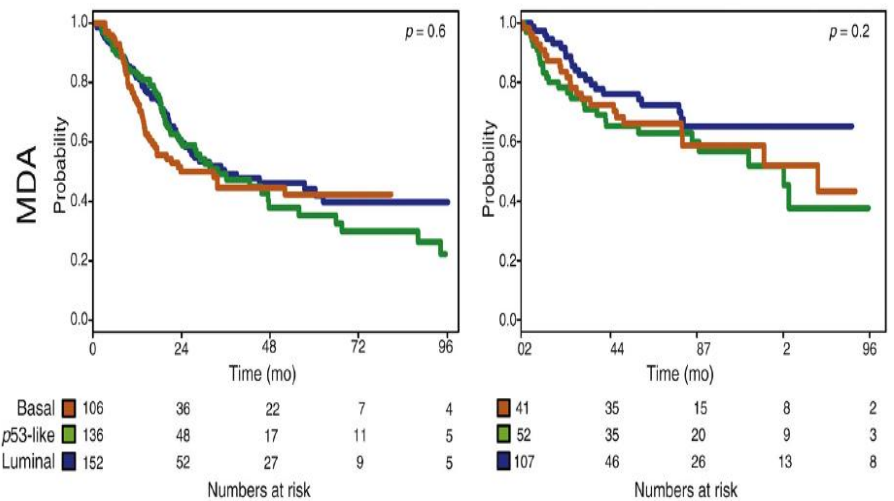 MDA
Probability
1.0
0.8
0.6
0.4
0.2
0.0
p = 0.6
0 24 48 72 96
Time (mo)
Basal 106 36 22 7 4
p53-like 136 48 17 11 5
Luminal 152 52 27 9 5
Numbers at risk
Probability
1.0
0.8
0.6
0.4
0.2
0.0
p = 0.2
02 44 87 2 96
Time (mo)
41 35 15 8 2
52 35 20 9 3
107 46 26 13 8
Numbers at risk